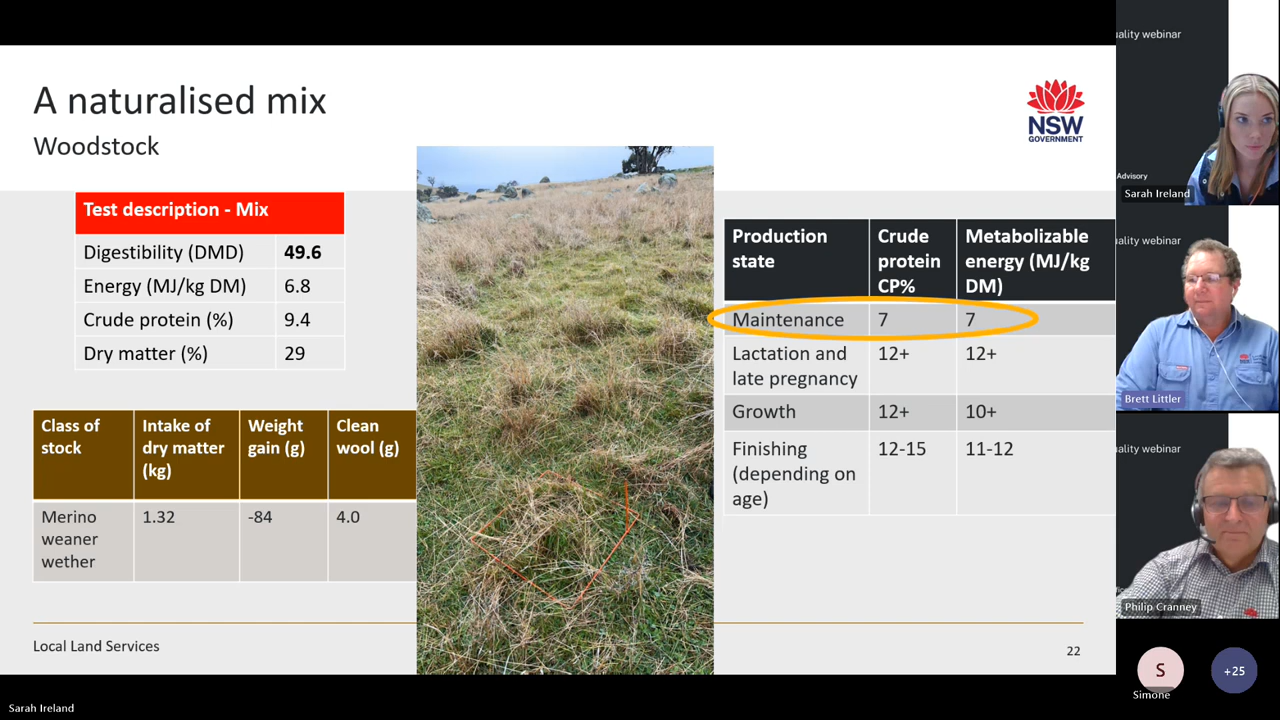 A naturalised mix
Woodstock
NSW
GOVERNMENT
Test description - Mix
Digestibility (DMD) 49.6
Energy (MJ/kg DM) 6.8
Crude protein (%) 9.4
Dry matter (%) 29
Class of
stock
Intake of
dry matter
(kg)
Weight
gain (g)
Clean
wool (g)
Merino
weaner
wether
1.32
-84
4.0
Production
state
Crude
protein
CP%
Metabolizable
energy (MJ/kg
DM)
Maintenance 7 7
Lactation and
late pregnancy
12+
12+
Growth 12+ 10+
Finishing
(depending on
age)
12-15
11-12
Local Land Services
22
uality webinar
Advisory
Sarah Ireland
uality webinar
Brett Littler
uality webinar
Philip Cranney
S
Simone
+25
Sarah Ireland